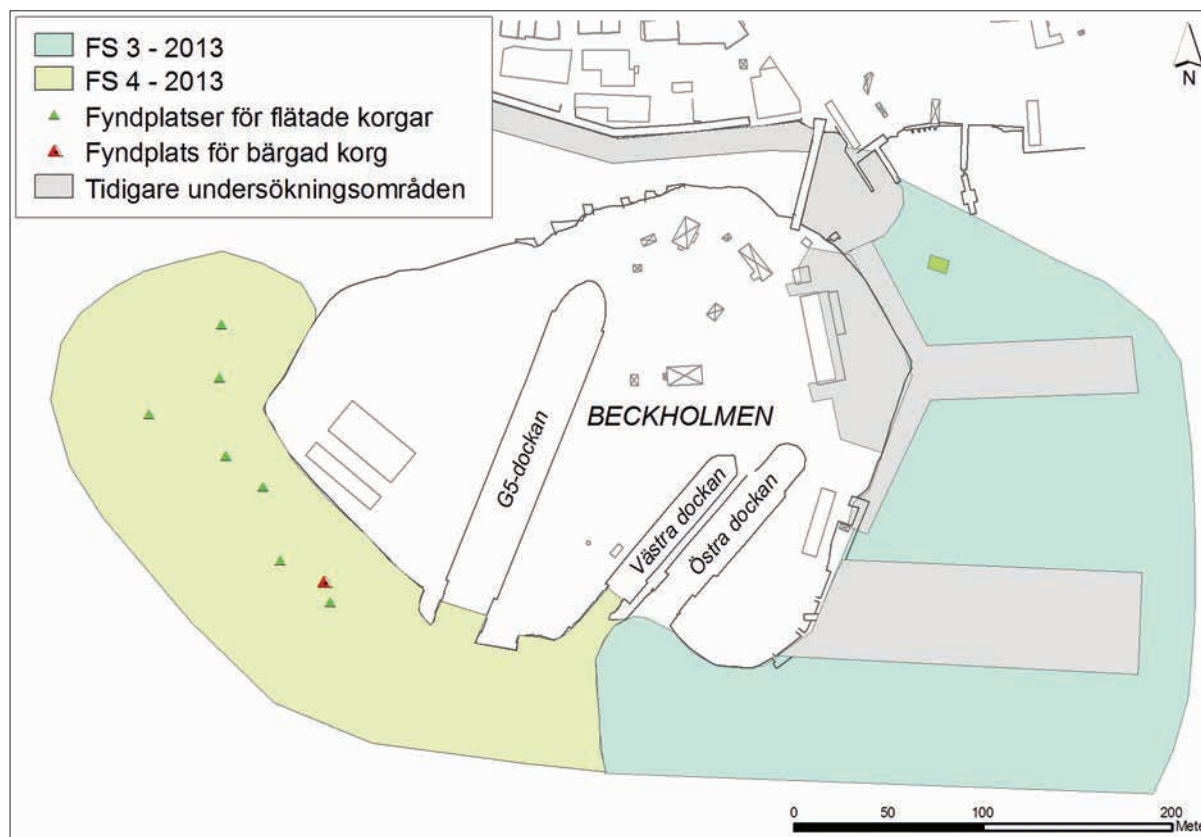 FS 3 - 2013
FS 4 - 2013
Fyndplatser för flätade korgar
Fyndplats för bärgad korg
Tidigare undersökningsområden
N
BECKHOLMEN
G5-dockan
Västra dockan
Östra dockan
0 50 100 200
Mete